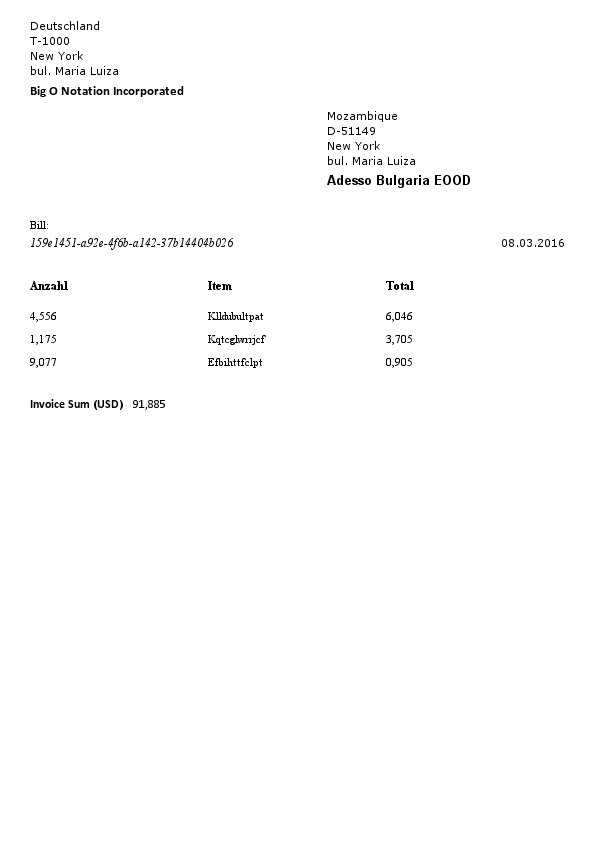 Deutschland
T-1000
New York
bul. Maria Luiza
Big O Notation Incorporated
Mozambique
D-51149
New York
bul. Maria Luiza
Adesso Bulgaria EOOD
Bill:
159e1451-a92e-4f6b-a142-37b14404b026 08.03.2016
Anzahl Item Total
4,556 Klldubultpat 6,046
1,175 Kqtcglwrrjcf 3,705
9,077 Efbihttfclpt 0,905
Invoice Sum (USD) 91,885